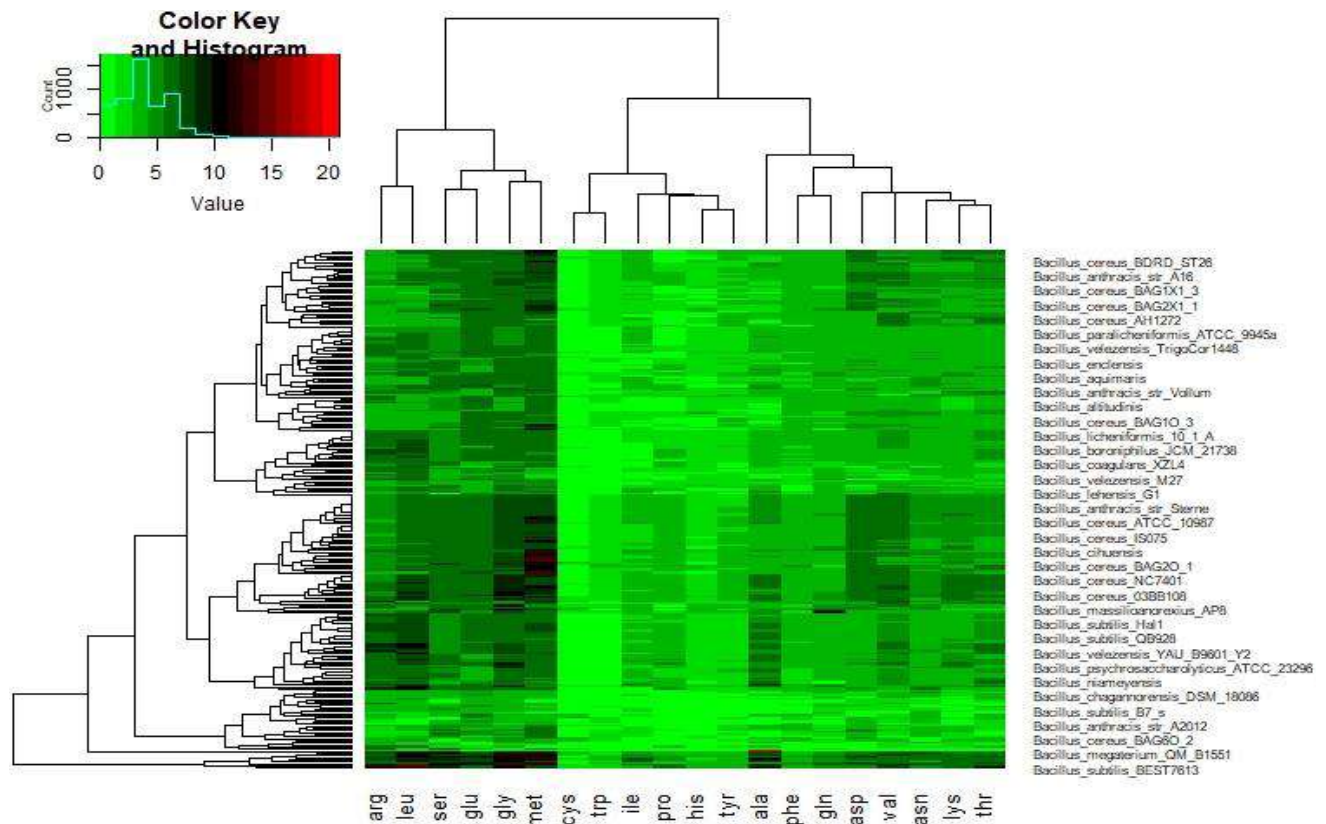 Color Key
and Histogram
Count
0 1000
0 5 10 15 20
Value
Bacillus_cereus_BDRD_ST26
Bacillus_anthracis_str_A16
Bacillus_cereus_BAG1X1_3
Bacillus_cereus_BAG2X1_1
Bacillus_cereus_AH1272
Bacillus_paralicheniformis_ATCC_9945a
Bacillus_velezensis_TrigoCor1448
Bacillus_enclensis
Bacillus_aquimaris
Bacillus_anthracis_str_Vollum
Bacillus_altitudinis
Bacillus_cereus_BAG1O_3
Bacillus_licheniformis_10_1_A
Bacillus_boroniphilus_JCM_21738
Bacillus_coagulans_XZL4
Bacillus_velezensis_M27
Bacillus_lehensis_G1
Bacillus_anthracis_str_Sterne
Bacillus_cereus_ATCC_10987
Bacillus_cereus_IS075
Bacillus_cihuensis
Bacillus_cereus_BAG2O_1
Bacillus_cereus_NC7401
Bacillus_cereus_03BB108
Bacillus_massilioanorexius_AP8
Bacillus_subtilis_Hal1
Bacillus_subtilis_QB928
Bacillus_velezensis_YAU_B9601_Y2
Bacillus_psychrosaccharolyticus_ATCC_23296
Bacillus_niameyensis
Bacillus_chagannorensis_DSM_18086
Bacillus_subtilis_B7_s
Bacillus_anthracis_str_A2012
Bacillus_cereus_BAG6O_2
Bacillus_megaterium_QM_B1551
Bacillus_subtilis_BEST7613
arg leu ser glu gly met cys trp ile pro his tyr ala phe gln asp val asn lys thr